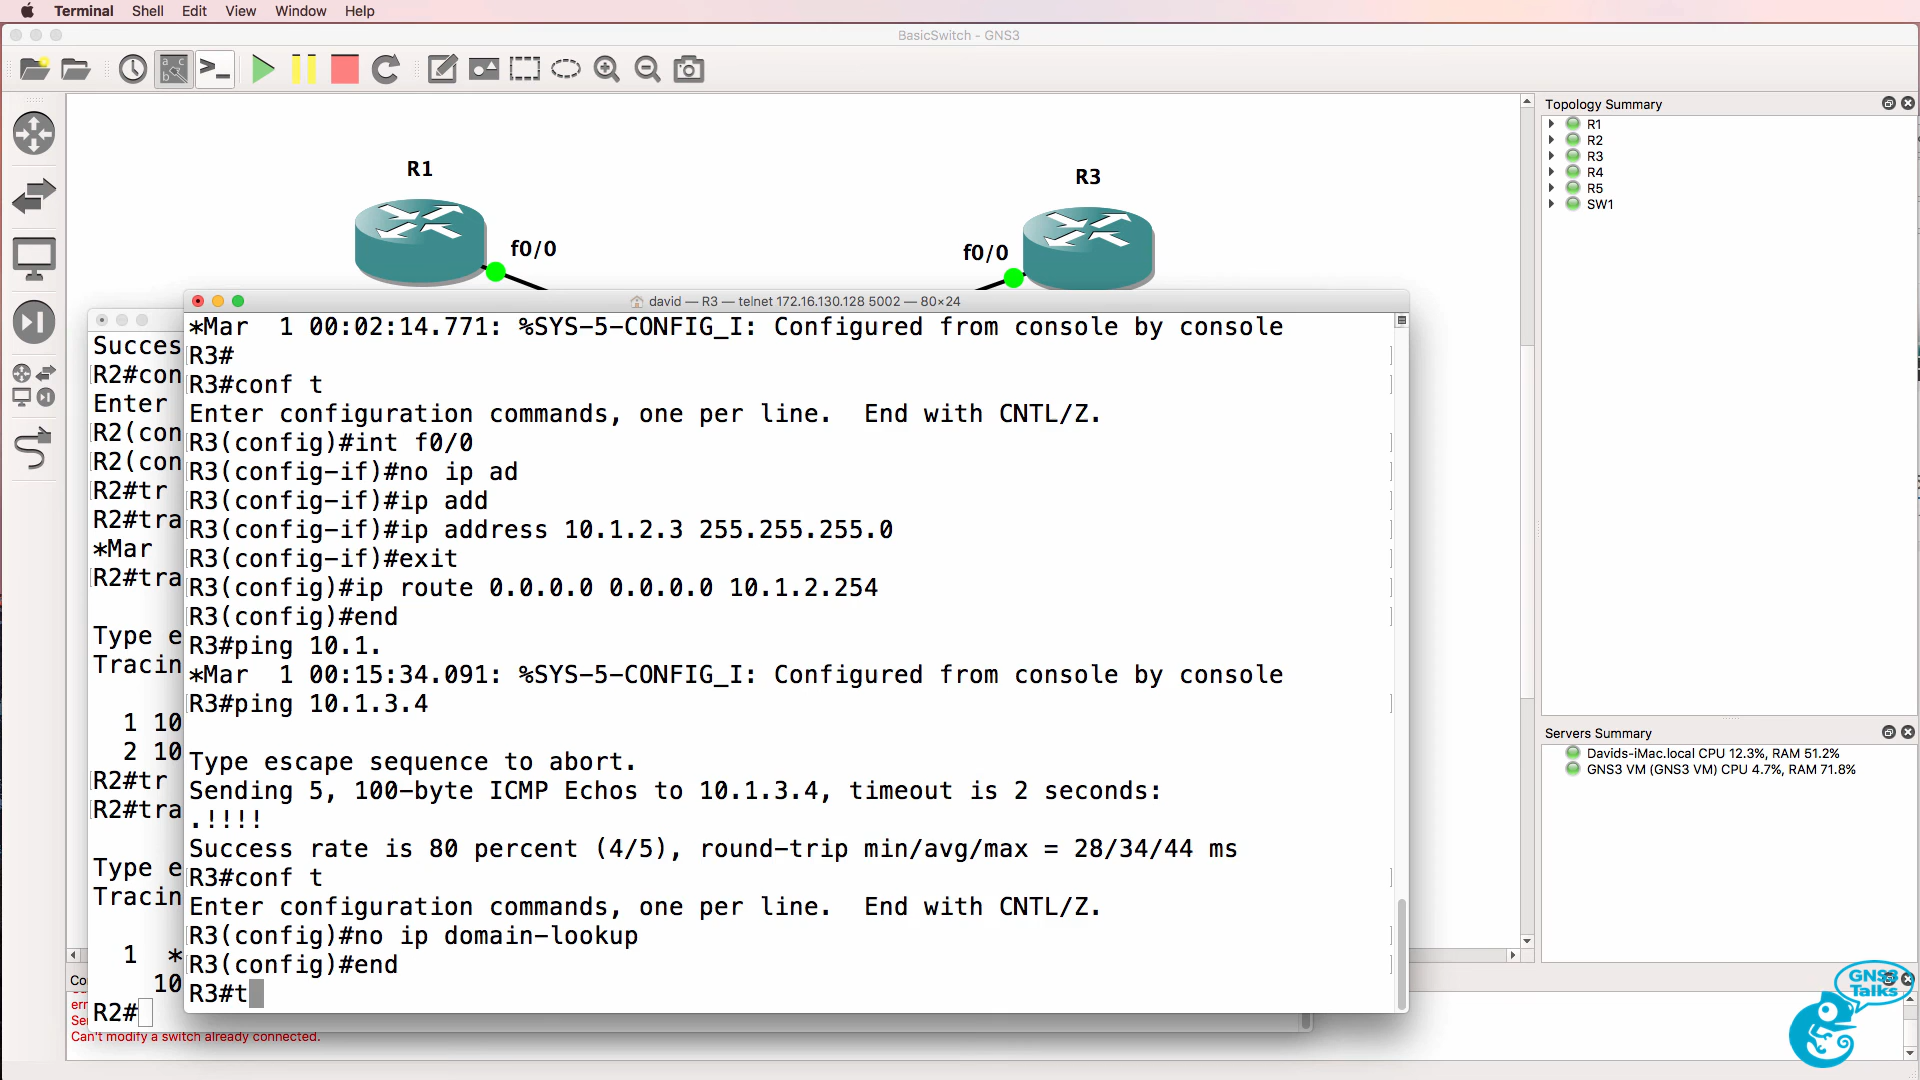 Terminal Shell Edit View Window Help
BasicSwitch - GNS3
Topology Summary
R1
R2
R3
R4
R5
SW1
R1
R3
f0/0
f0/0
david — R3 — telnet 172.16.130.128 5002 — 80×24
*Mar  1 00:02:14.771: %SYS-5-CONFIG_I: Configured from console by console
R3#
R3#conf t
Enter configuration commands, one per line.  End with CNTL/Z.
R3(config)#int f0/0
R3(config-if)#no ip ad
R3(config-if)#ip add
R3(config-if)#ip address 10.1.2.3 255.255.255.0
R3(config-if)#exit
R3(config)#ip route 0.0.0.0 0.0.0.0 10.1.2.254
R3(config)#end
R3#ping 10.1.
*Mar  1 00:15:34.091: %SYS-5-CONFIG_I: Configured from console by console
R3#ping 10.1.3.4
Type escape sequence to abort.
Sending 5, 100-byte ICMP Echos to 10.1.3.4, timeout is 2 seconds:
.!!!!
Success rate is 80 percent (4/5), round-trip min/avg/max = 28/34/44 ms
R3#conf t
Enter configuration commands, one per line.  End with CNTL/Z.
R3(config)#no ip domain-lookup
R3(config)#end
R3#t
Succes
R2#con
Enter
R2(con
R2(con
R2#tr
R2#tra
*Mar
R2#tra
Type e
Tracin
1 10
2 10
R2#tr
R2#tra
Type e
Tracin
1  *
10
R2#
Servers Summary
Davids-iMac.local CPU 12.3%, RAM 51.2%
GNS3 VM (GNS3 VM) CPU 4.7%, RAM 71.8%
Co
Can't modify a switch already connected.
GNS3
Talks